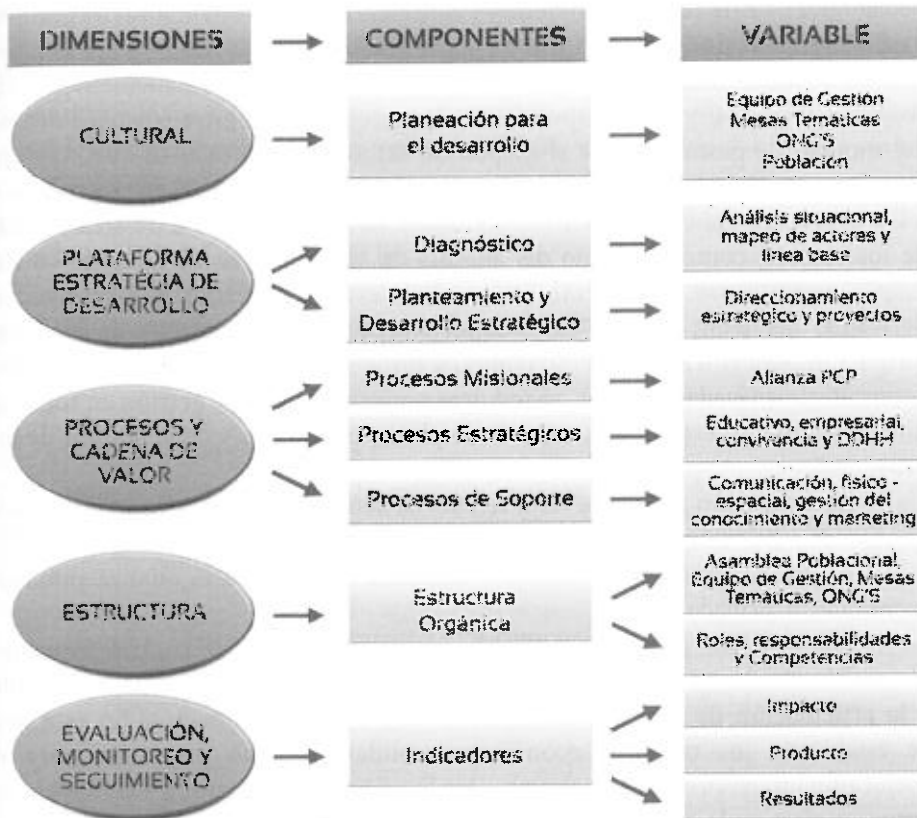 DIMENSIONES
COMPONENTES
VARIABLE
CULTURAL
Planeación para
el desarrollo
Equipo de Gestión
Mesas Temáticas
ONG'S
Población
PLATAFORMA
ESTRATÉGIA DE
DESARROLLO
Diagnóstico
Análisis situacional,
mapeo de actores y
línea base
Planteamiento y
Desarrollo Estratégico
Direccionamiento
estratégico y proyectos
PROCESOS Y
CADENA DE
VALOR
Procesos Misionales
Alianza PCP
Procesos Estratégicos
Educativo, empresarial,
convivencia y DDHH
Procesos de Soporte
Comunicación, físico -
espacial, gestión del
conocimiento y marketing
ESTRUCTURA
Estructura
Orgánica
Asamblea Poblacional,
Equipo de Gestión, Mesas
Temáticas, ONG'S
Roles, responsabilidades
y Competencias
EVALUACIÓN,
MONITOREO Y
SEGUIMIENTO
Indicadores
Impacto
Producto
Resultados